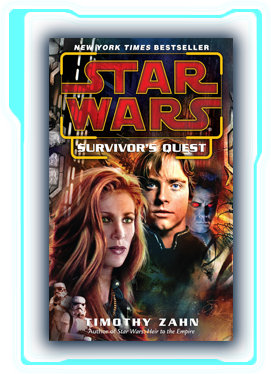 NEW YORK TIMES BESTSELLER
STAR
WARS
SURVIVOR'S QUEST
TIMOTHY ZAHN
Author of Star Wars: Heir to the Empire